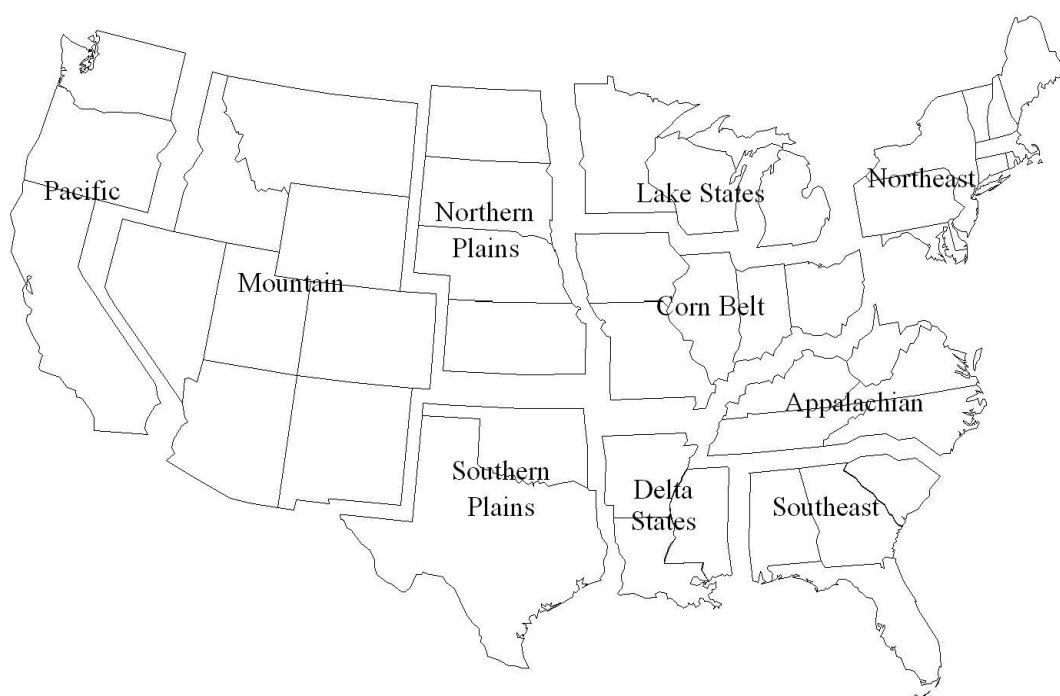 Pacific
Mountain
Northern
Plains
Lake States
Northeast
Corn Belt
Appalachian
Southern
Plains
Delta
States
Southeast